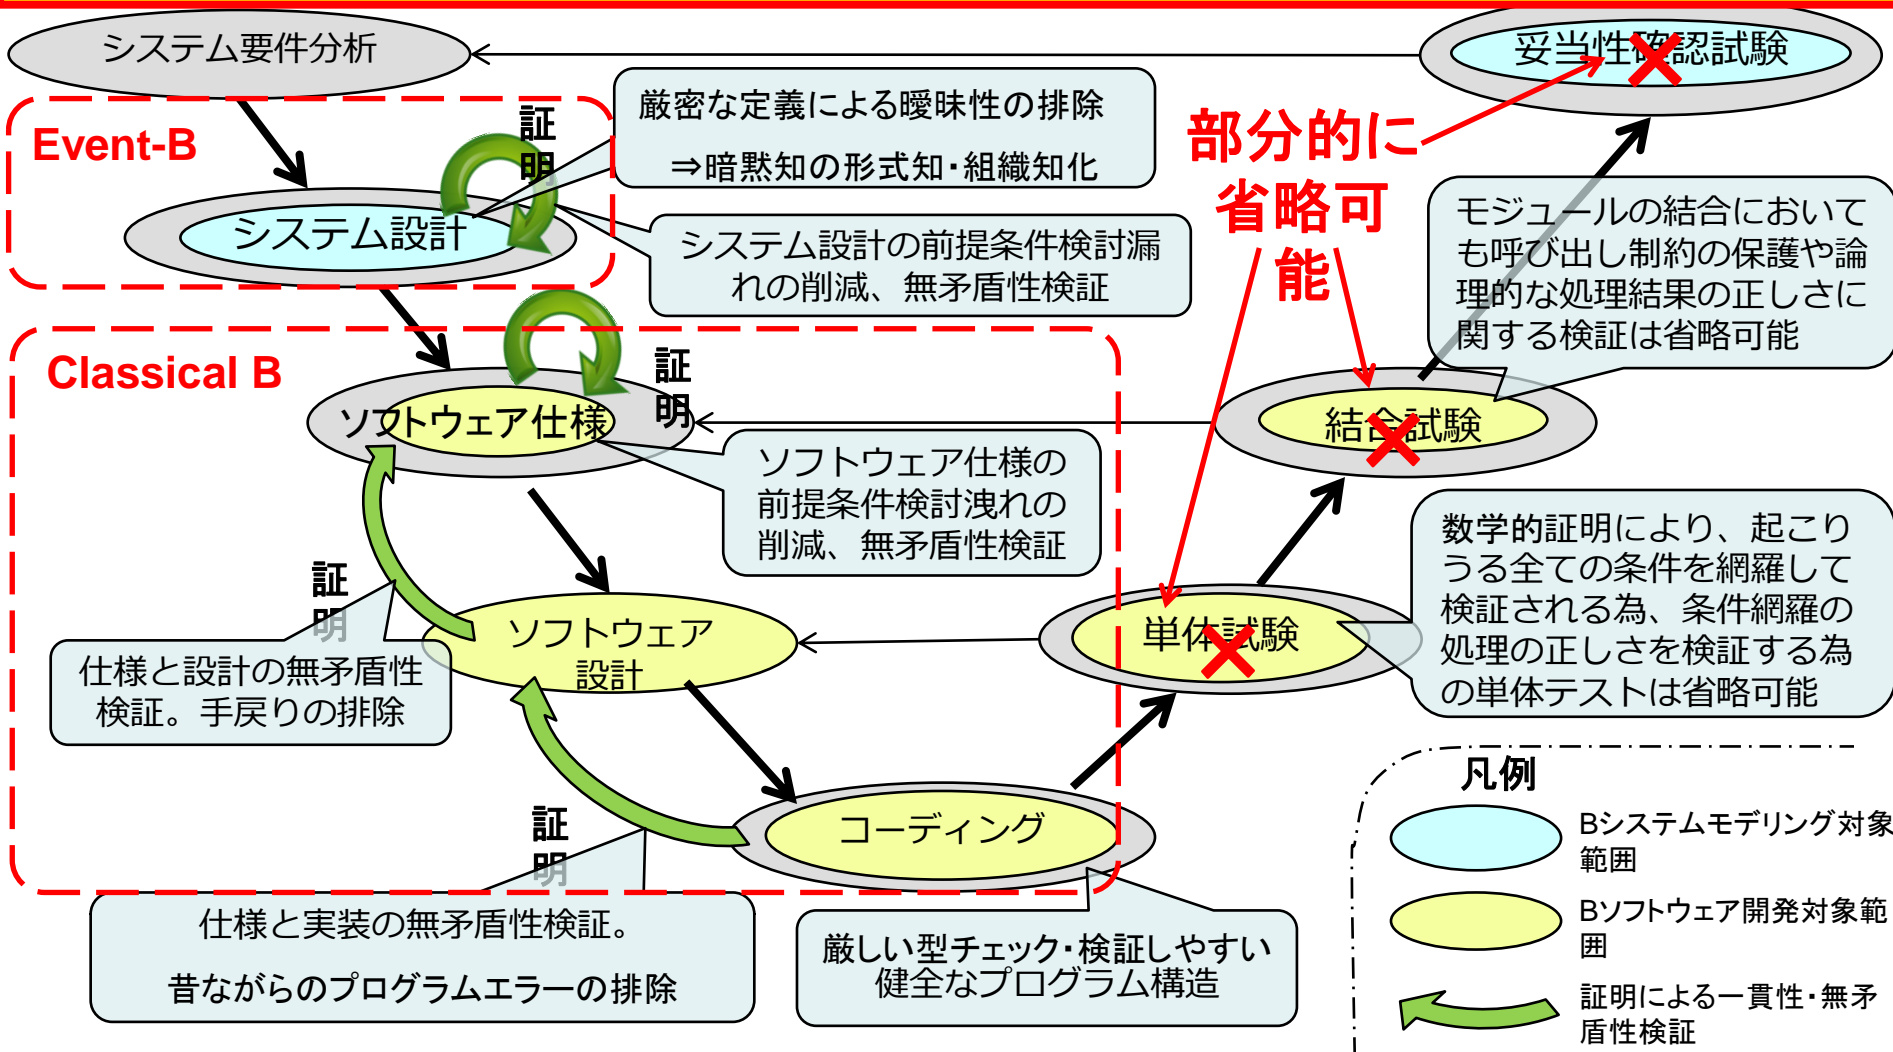 システム要件分析
妥当性確認試験
Event-B
証
明
厳密な定義による曖昧性の排除
⇒暗黙知の形式知・組織知化
部分的に
省略可
能
システム設計
システム設計の前提条件検討漏
れの削減、無矛盾性検証
モジュールの結合において
も呼び出し制約の保護や論
理的な処理結果の正しさに
関する検証は省略可能
Classical B
証
明
ソフトウェア仕様
結合試験
ソフトウェア仕様の
前提条件検討洩れの
削減、無矛盾性検証
数学的証明により、起こり
うる全ての条件を網羅して
検証される為、条件網羅の
処理の正しさを検証する為
の単体テストは省略可能
証
明
ソフトウェア
設計
単体試験
仕様と設計の無矛盾性
検証。手戻りの排除
証
明
コーディング
仕様と実装の無矛盾性検証。
昔ながらのプログラムエラーの排除
厳しい型チェック・検証しやすい
健全なプログラム構造
凡例
Bシステムモデリング対象
範囲
Bソフトウェア開発対象範
囲
証明による一貫性・無矛
盾性検証